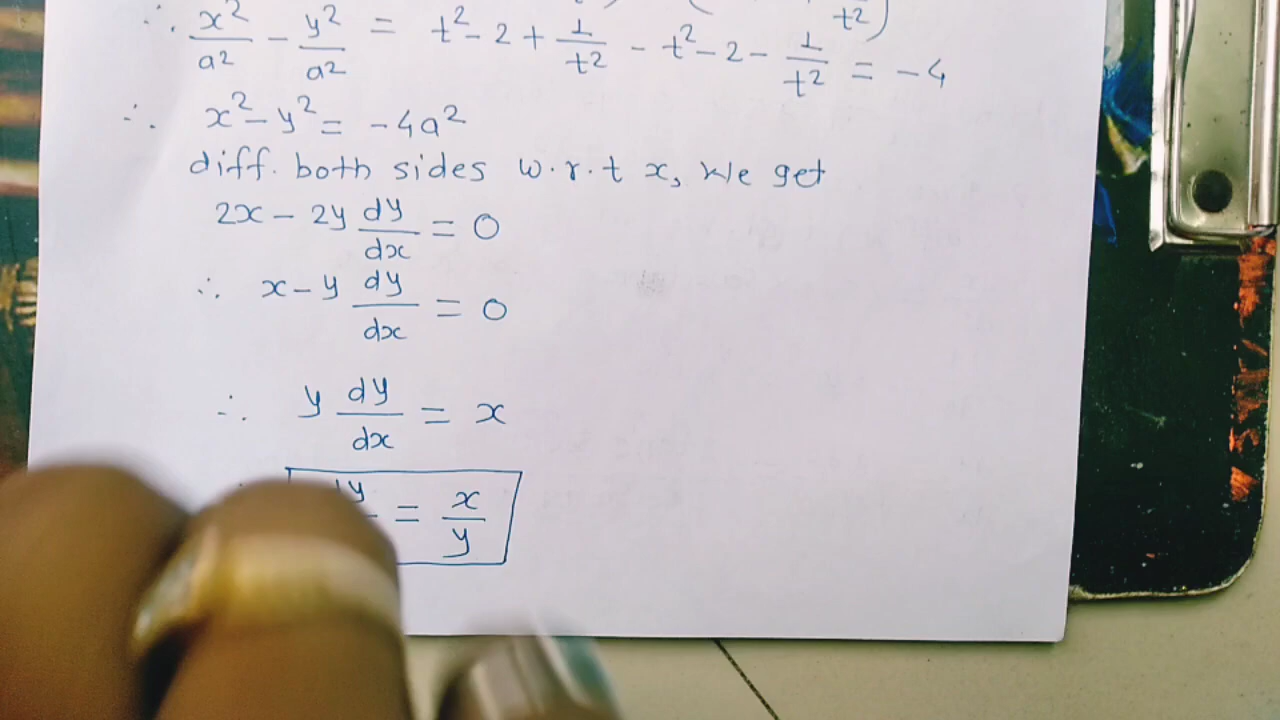 ∴ x²/a² - y²/a² = t² - 2 + 1/t² - t² - 2 - 1/t² = -4
∴ x² - y² = -4a²
diff. both sides w.r.t x, we get
2x - 2y dy/dx = 0
∴ x - y dy/dx = 0
∴ y dy/dx = x
dy/ = x/y